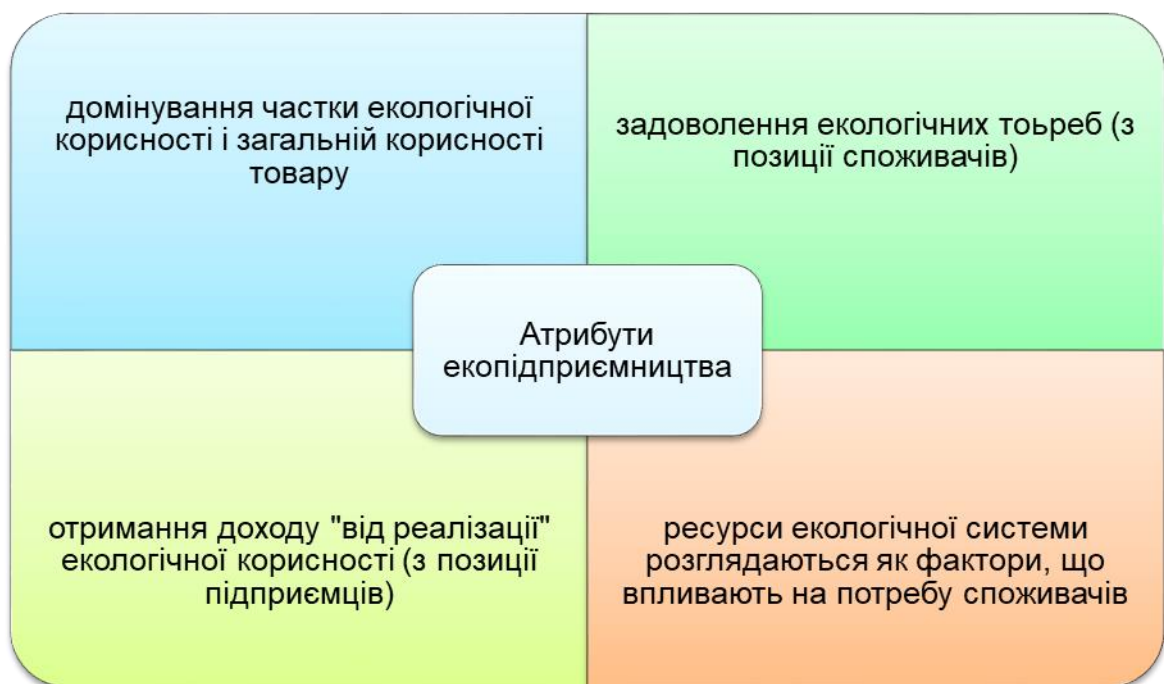 домінування частки екологічної
корисності і загальній корисності
товару
задоволення екологічних тоьреб (з
позиції споживачів)
Атрибути
екопідприємництва
отримання доходу "від реалізації"
екологічної корисності (з позиції
підприємців)
ресурси екологічної системи
розглядаються як фактори, що
впливають на потребу споживачів